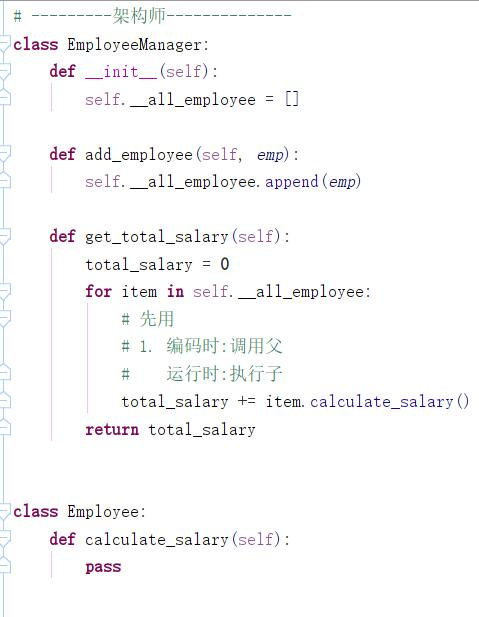 # ---------架构师--------------
class EmployeeManager:
    def __init__(self):
        self.__all_employee = []

    def add_employee(self, emp):
        self.__all_employee.append(emp)

    def get_total_salary(self):
        total_salary = 0
        for item in self.__all_employee:
            # 先用
            # 1. 编码时:调用父
            #    运行时:执行子
            total_salary += item.calculate_salary()
        return total_salary


class Employee:
    def calculate_salary(self):
        pass